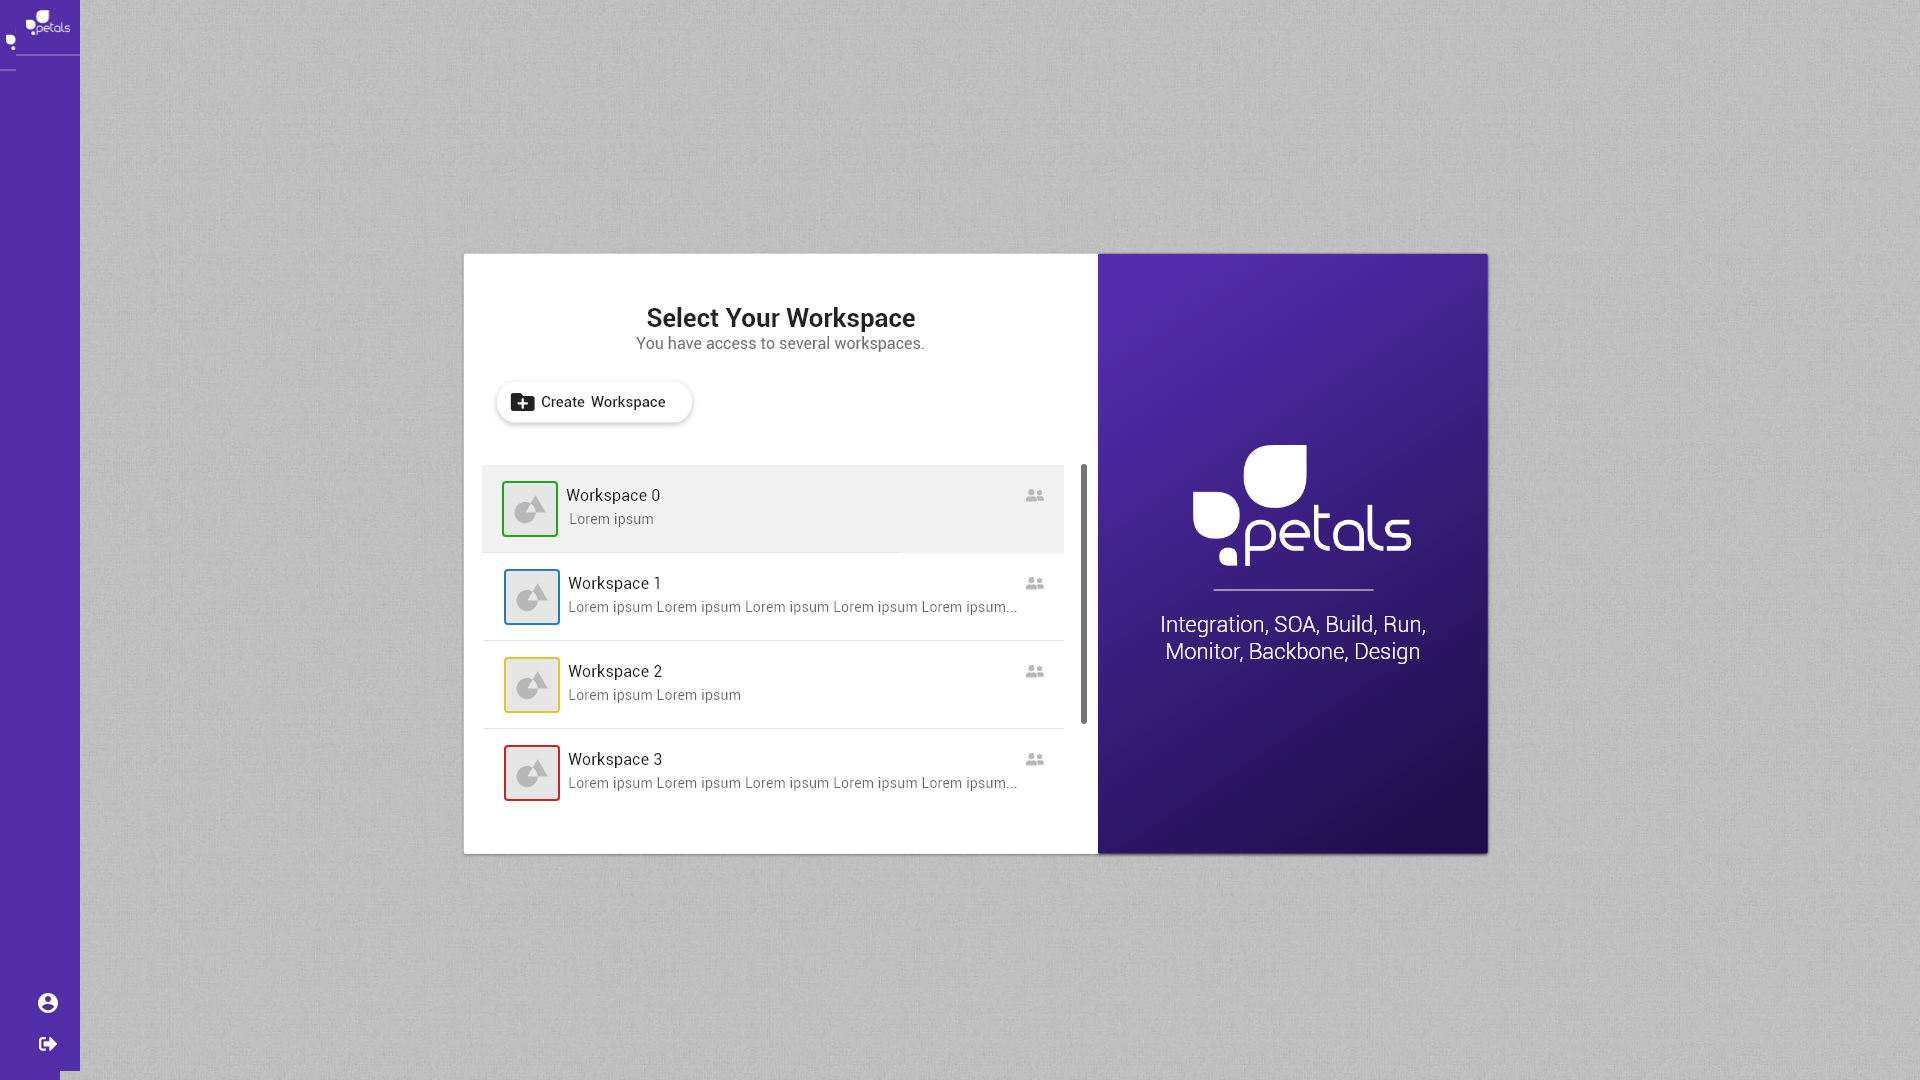 petals
Select Your Workspace
You have access to several workspaces.
Create Workspace
Workspace 0
Lorem ipsum
Workspace 1
Lorem ipsum Lorem ipsum Lorem ipsum Lorem ipsum Lorem ipsum...
Workspace 2
Lorem ipsum Lorem ipsum
Workspace 3
Lorem ipsum Lorem ipsum Lorem ipsum Lorem ipsum Lorem ipsum...
petals
Integration, SOA, Build, Run,
Monitor, Backbone, Design